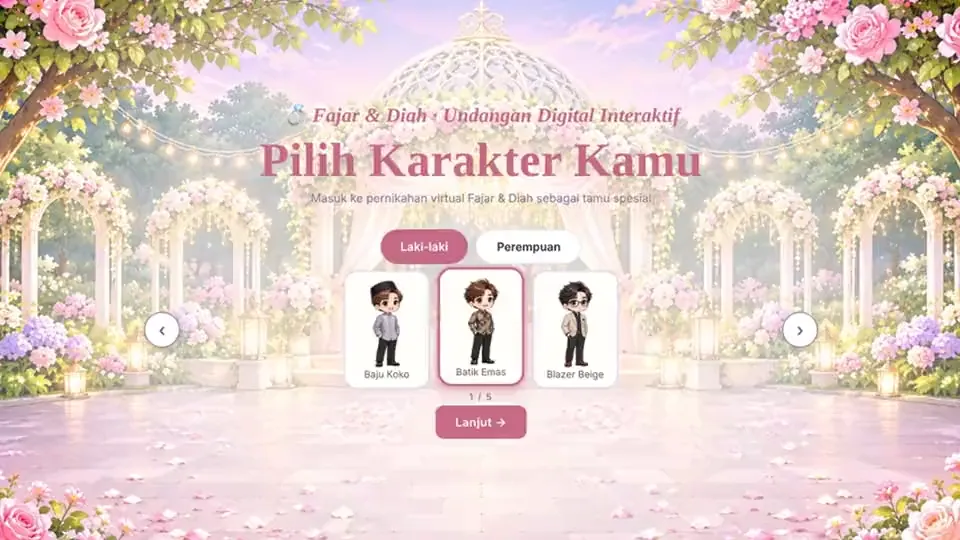 Fajar & Diah · Undangan Digital Interaktif
Pilih Karakter Kamu
Masuk ke pernikahan virtual Fajar & Diah sebagai tamu spesial
Laki-laki
Perempuan
Baju Koko
Batik Emas
Blazer Beige
1 / 5
Lanjut →